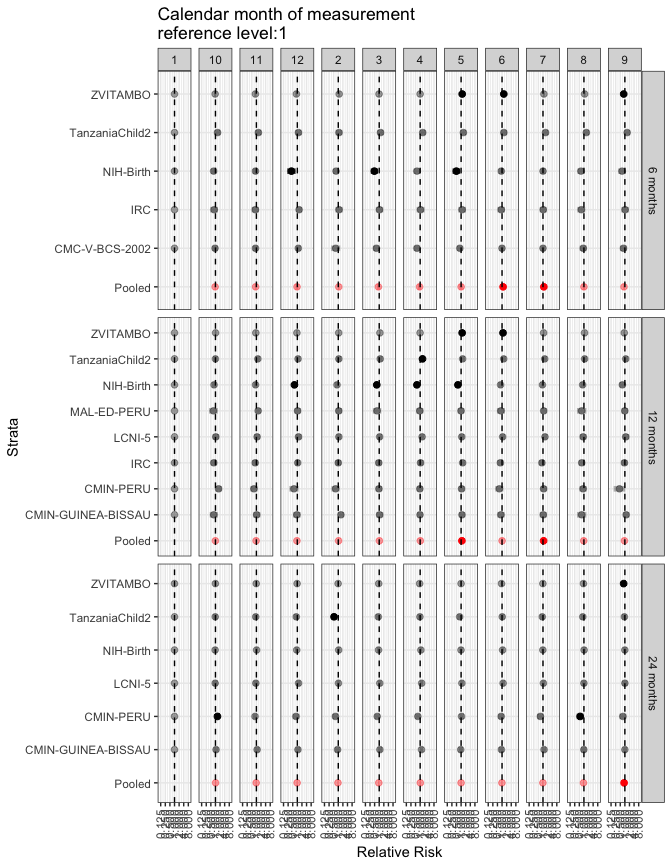 Calendar month of measurement
reference level:1
1 10 11 12 2 3 4 5 6 7 8 9
ZVITAMBO
TanzaniaChild2
NIH-Birth
IRC
CMC-V-BCS-2002
Pooled
6 months
ZVITAMBO
TanzaniaChild2
NIH-Birth
MAL-ED-PERU
LCNI-5
IRC
CMIN-PERU
CMIN-GUINEA-BISSAU
Pooled
12 months
ZVITAMBO
TanzaniaChild2
NIH-Birth
LCNI-5
CMIN-PERU
CMIN-GUINEA-BISSAU
Pooled
24 months
Strata
Relative Risk